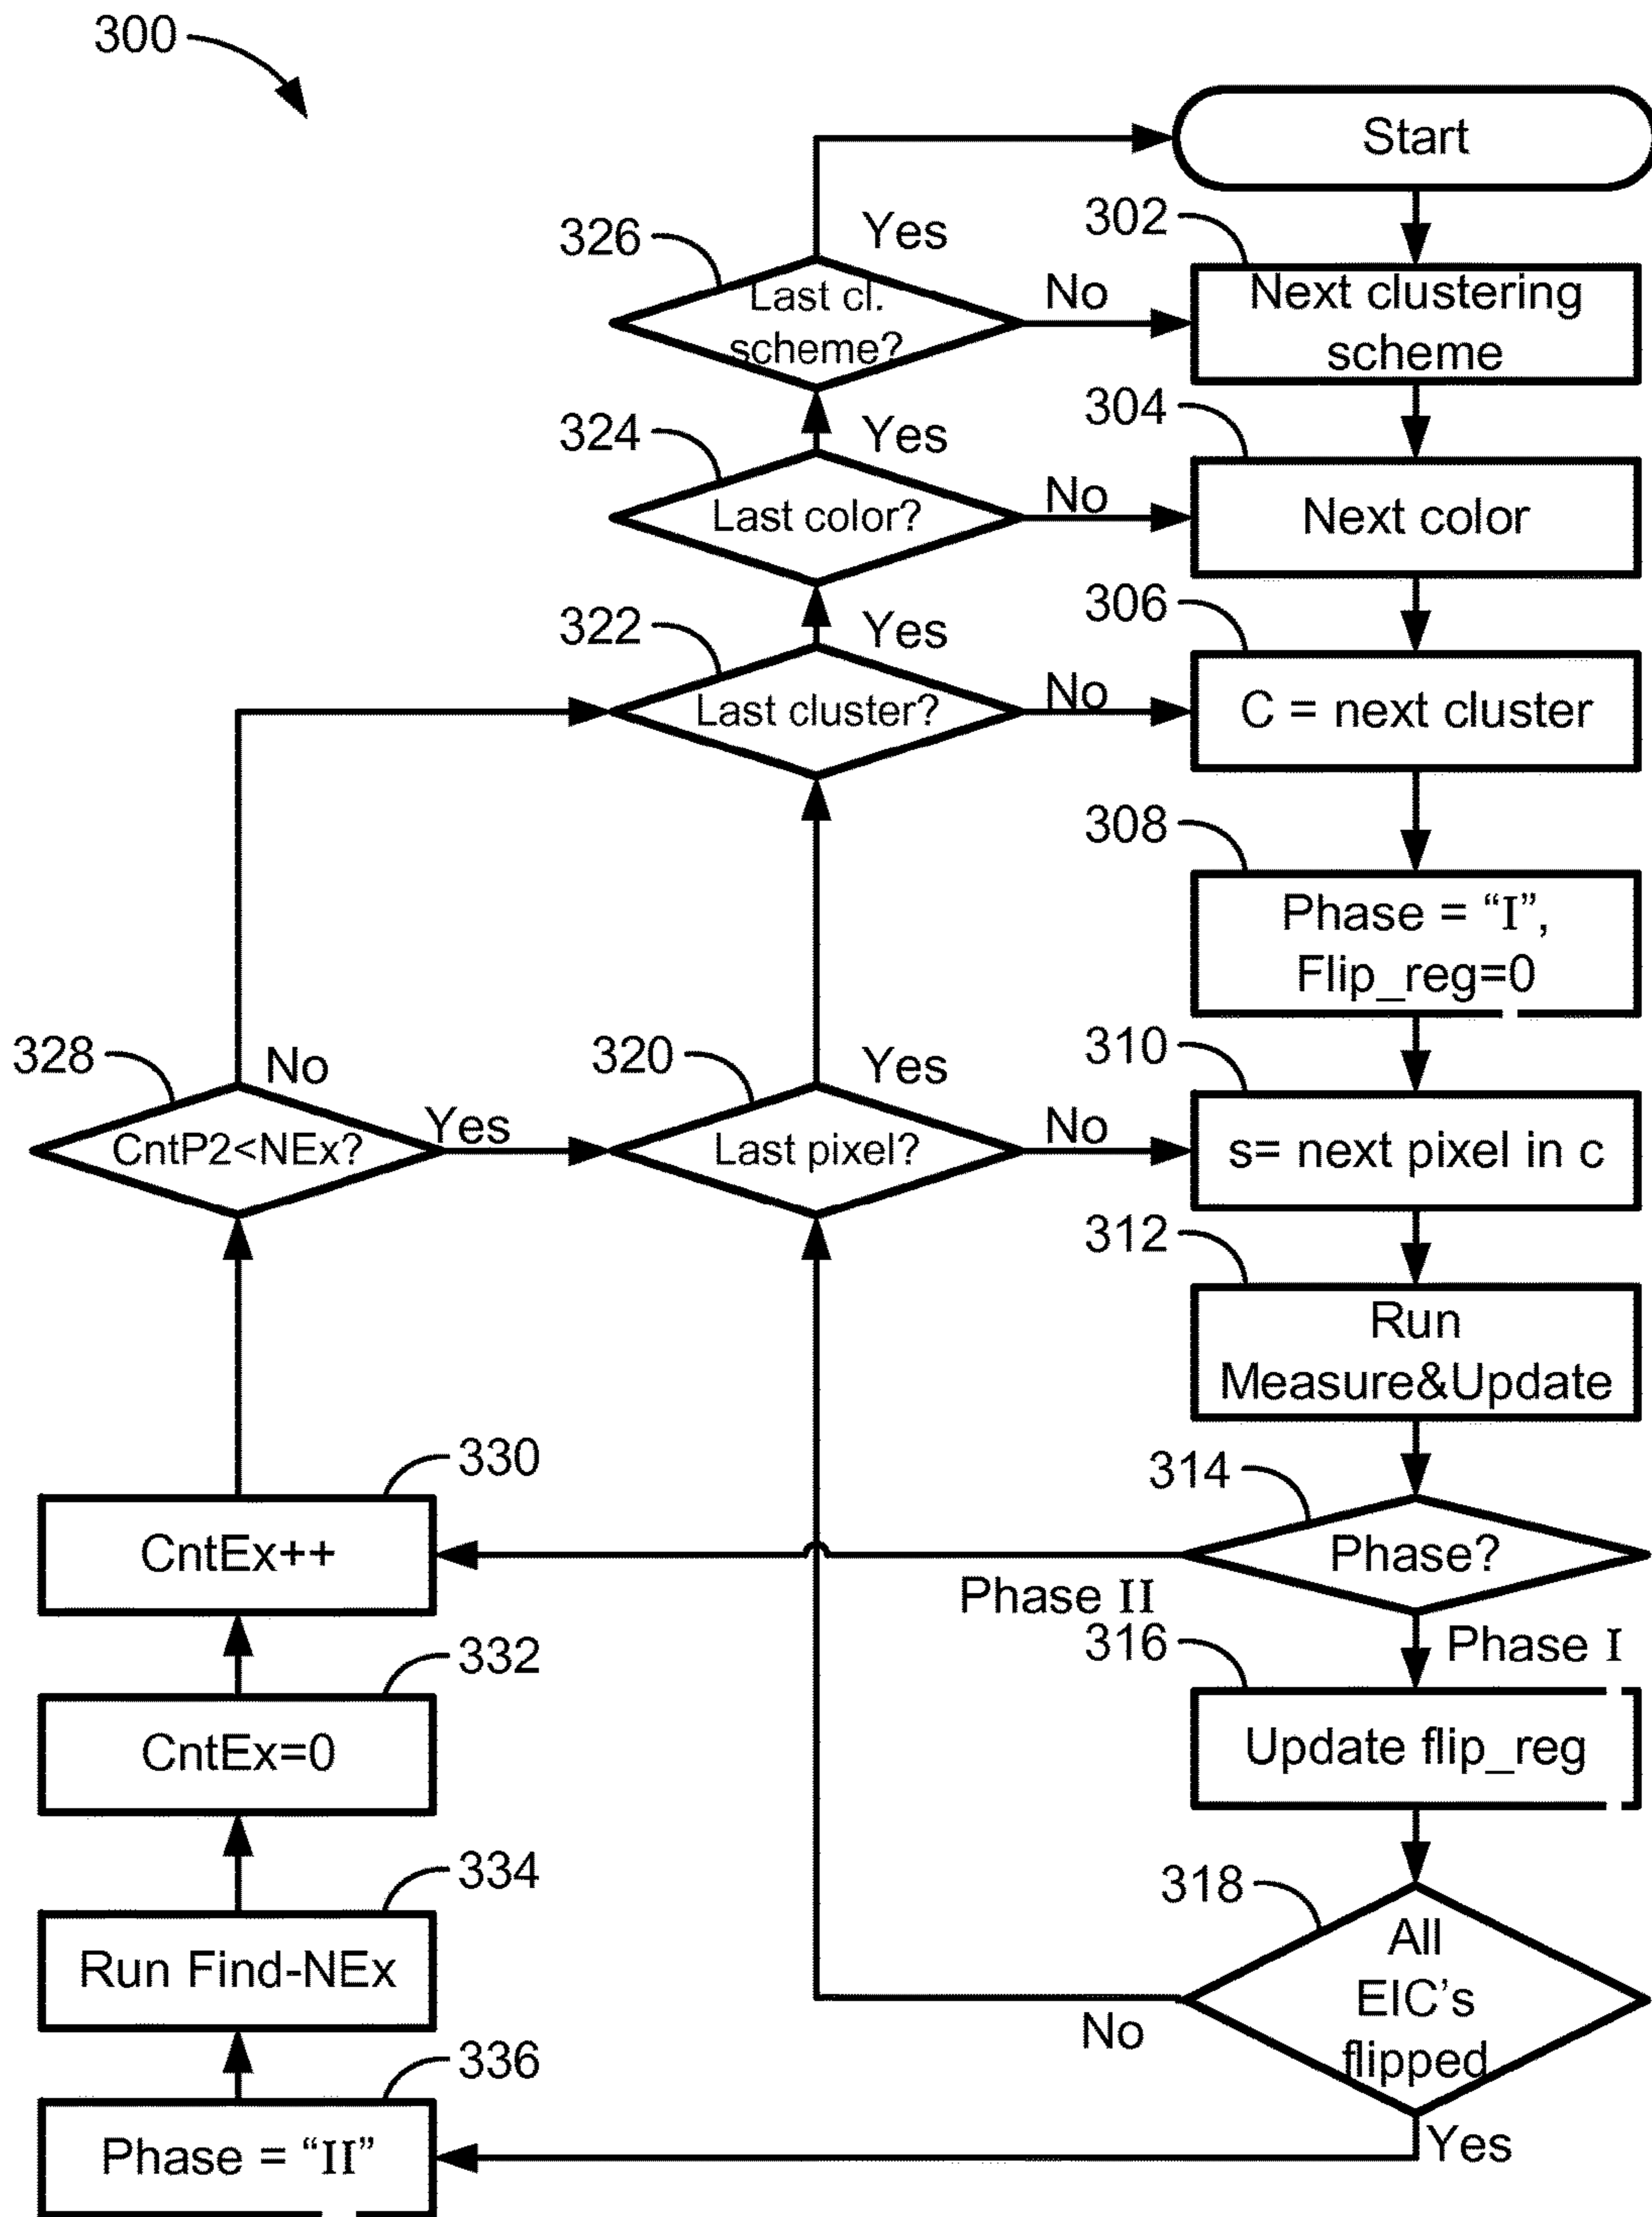 300
Start
302
Next clustering
scheme
326
Last cl.
scheme?
Yes
No
304
Next color
324
Last color?
Yes
No
306
C = next cluster
322
Last cluster?
Yes
No
308
Phase = “I”,
Flip_reg=0
328
CntP2<NEx?
No
Yes
320
Last pixel?
Yes
No
310
s= next pixel in c
312
Run
Measure&Update
314
Phase?
Phase II
Phase I
330
CntEx++
316
Update flip_reg
332
CntEx=0
318
All
EIC's
flipped
No
Yes
334
Run Find-NEx
336
Phase = “II”